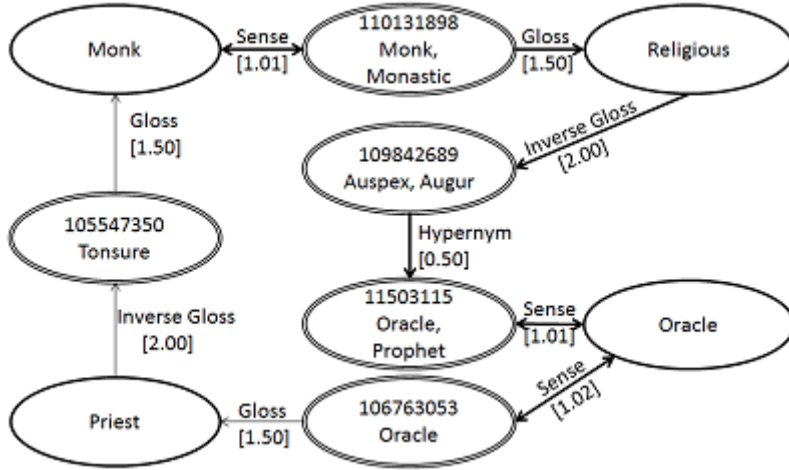 Monk
Sense
[1.01]
110131898
Monk,
Monastic
Gloss
[1.50]
Religious
Gloss
[1.50]
Inverse Gloss
[2.00]
109842689
Auspex, Augur
105547350
Tonsure
Hypernym
[0.50]
11503115
Oracle,
Prophet
Sense
[1.01]
Oracle
Inverse Gloss
[2.00]
Sense
[1.02]
Priest
Gloss
[1.50]
106763053
Oracle